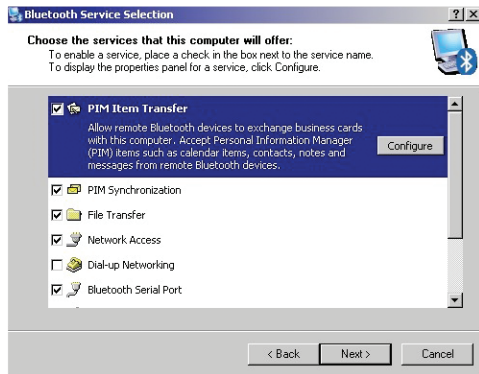 Bluetooth Service Selection
Choose the services that this computer will offer:
To enable a service, place a check in the box next to the service name.
To display the properties panel for a service, click Configure.
PIM Item Transfer
Allow remote Bluetooth devices to exchange business cards
with this computer. Accept Personal Information Manager
(PIM) items such as calendar items, contacts, notes and
messages from remote Bluetooth devices.
Configure
PIM Synchronization
File Transfer
Network Access
Dial-up Networking
Bluetooth Serial Port
< Back
Next >
Cancel